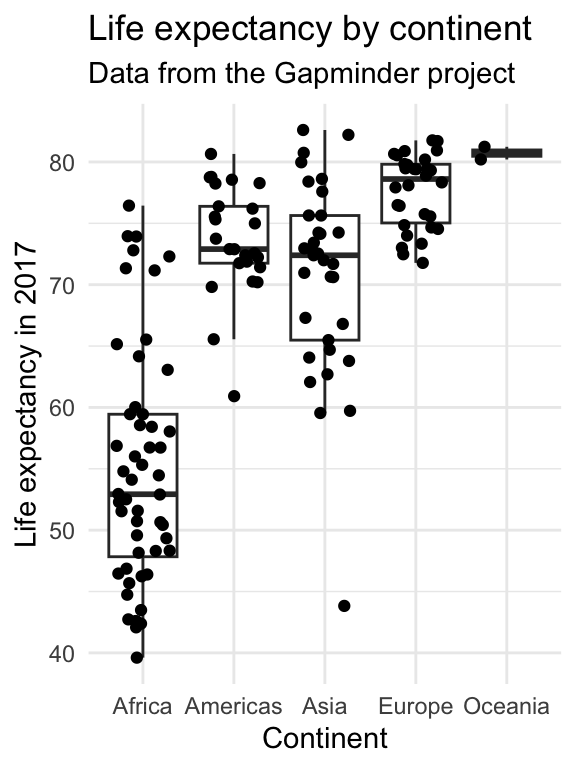 Life expectancy by continent
Data from the Gapminder project
Life expectancy in 2017
80
70
60
50
40
Africa Americas Asia Europe Oceania
Continent